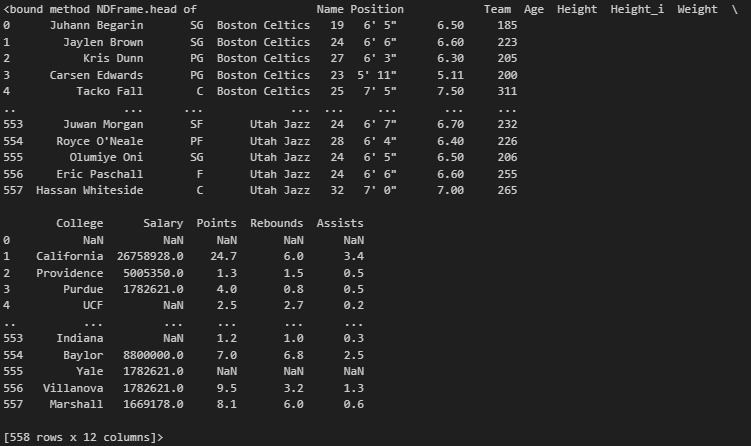 <bound method NDFrame.head of                  Name Position            Team  Age  Height  Height_i  Weight  \
0      Juhann Begarin       SG  Boston Celtics   19   6' 5"      6.50     185
1        Jaylen Brown       SG  Boston Celtics   24   6' 6"      6.60     223
2           Kris Dunn       PG  Boston Celtics   27   6' 3"      6.30     205
3      Carsen Edwards       PG  Boston Celtics   23  5' 11"      5.11     200
4          Tacko Fall        C  Boston Celtics   25   7' 5"      7.50     311
..                ...      ...             ...  ...     ...       ...     ...
553      Juwan Morgan       SF       Utah Jazz   24   6' 7"      6.70     232
554     Royce O'Neale       PF       Utah Jazz   28   6' 4"      6.40     226
555       Olumiye Oni       SG       Utah Jazz   24   6' 5"      6.50     206
556     Eric Paschall        F       Utah Jazz   24   6' 6"      6.60     255
557  Hassan Whiteside        C       Utah Jazz   32   7' 0"      7.00     265
College      Salary  Points  Rebounds  Assists
0           NaN         NaN     NaN       NaN      NaN
1    California  26758928.0    24.7       6.0      3.4
2    Providence   5005350.0     1.3       1.5      0.5
3        Purdue   1782621.0     4.0       0.8      0.5
4           UCF         NaN     2.5       2.7      0.2
..          ...         ...     ...       ...      ...
553     Indiana         NaN     1.2       1.0      0.3
554      Baylor   8800000.0     7.0       6.8      2.5
555        Yale   1782621.0     NaN       NaN      NaN
556   Villanova   1782621.0     9.5       3.2      1.3
557    Marshall   1669178.0     8.1       6.0      0.6
[558 rows x 12 columns]>